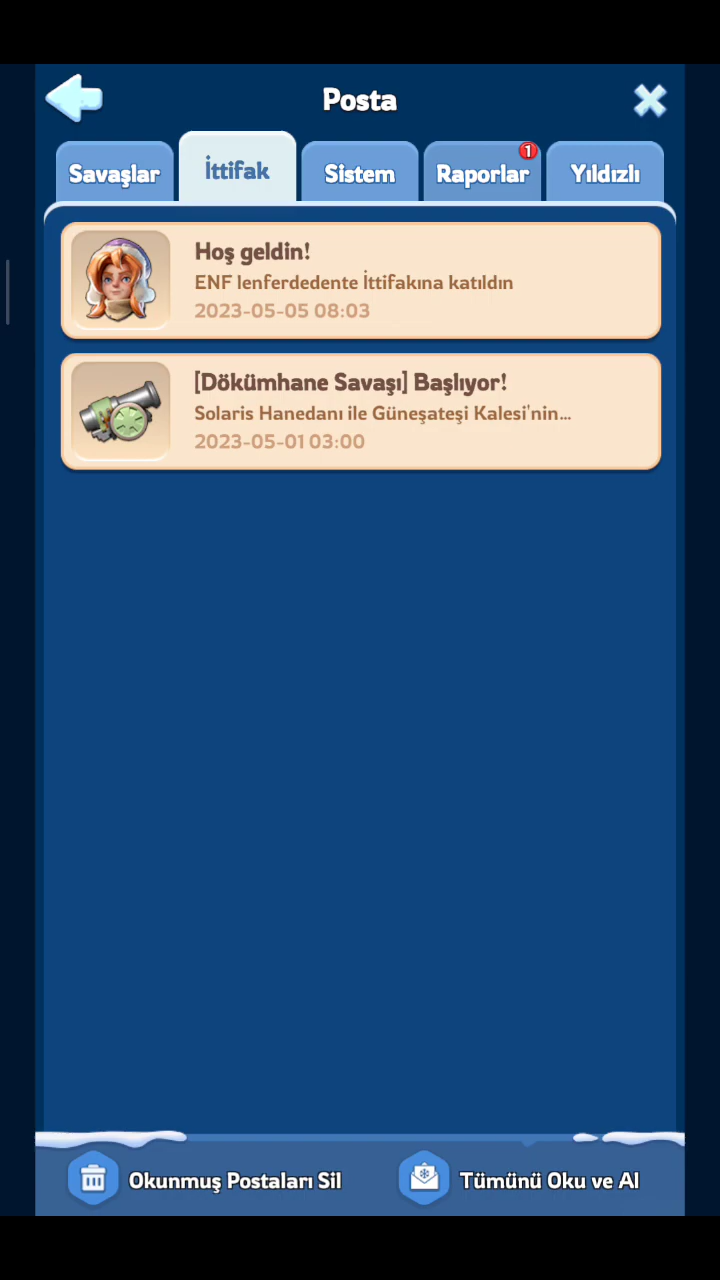 Posta
Savaşlar
İttifak
Sistem
Raporlar
1
Yıldızlı
Hoş geldin!
ENF lenferdedente İttifakına katıldın
2023-05-05 08:03
[Dökümhane Savaşı] Başlıyor!
Solaris Hanedanı ile Güneşateşi Kalesi'nin...
2023-05-01 03:00
Okunmuş Postaları Sil
Tümünü Oku ve Al